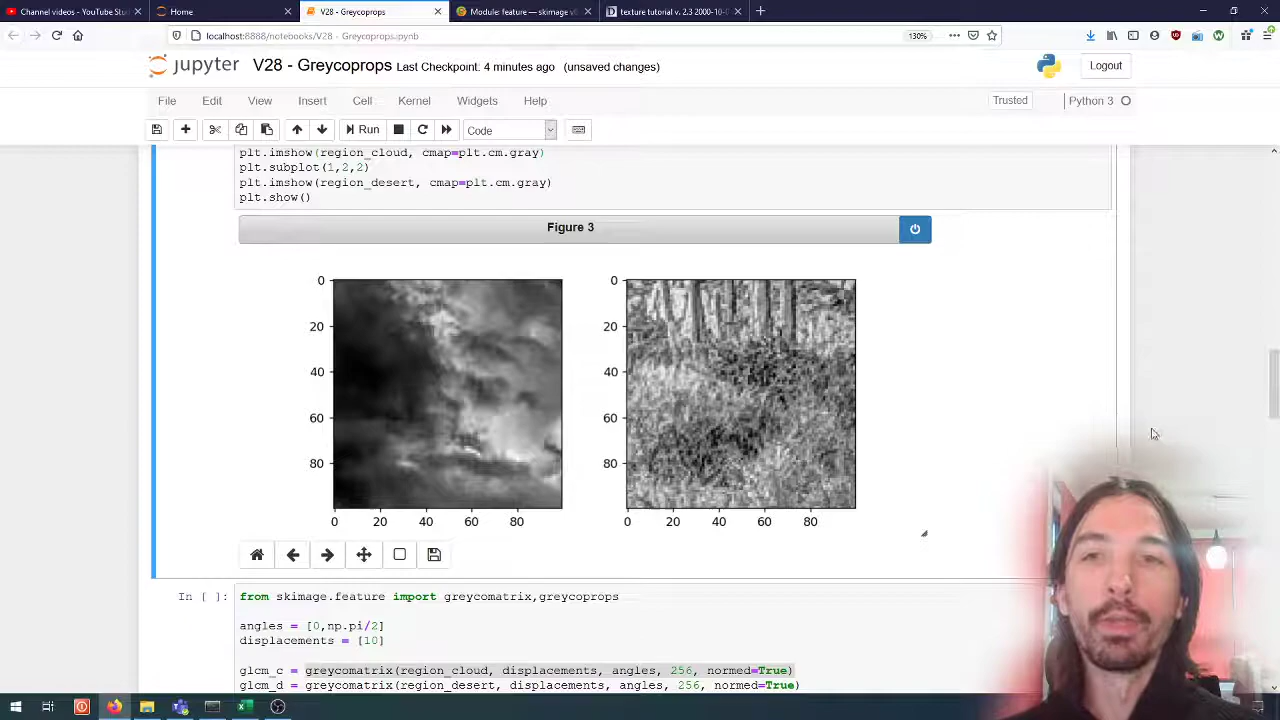 Channel videos - YouTube Stu
Home
V28 - Greycoprops
Module: feature — skimage v0
texture tutorial v. 2.3 2000-10-0
localhost:8888/notebooks/V28 - Greycoprops.ipynb
130%
jupyter V28 - Greycoprops Last Checkpoint: 4 minutes ago (unsaved changes)
Logout
File Edit View Insert Cell Kernel Widgets Help
Trusted
Python 3
Run
Code
plt.imshow(region_cloud, cmap=plt.cm.gray)
plt.subplot(1,2,2)
plt.imshow(region_desert, cmap=plt.cm.gray)
plt.show()
Figure 3
0
20
40
60
80
0 20 40 60 80
0
20
40
60
80
0 20 40 60 80
In [ ]:
from skimage.feature import greycomatrix,greycoprops
angles = [0,np.pi/2]
displacements = [10]
glcm_c = greycomatrix(region_cloud, displacements, angles, 256, normed=True)
glcm_d = greycomatrix(region_desert, displacements, angles, 256, normed=True)